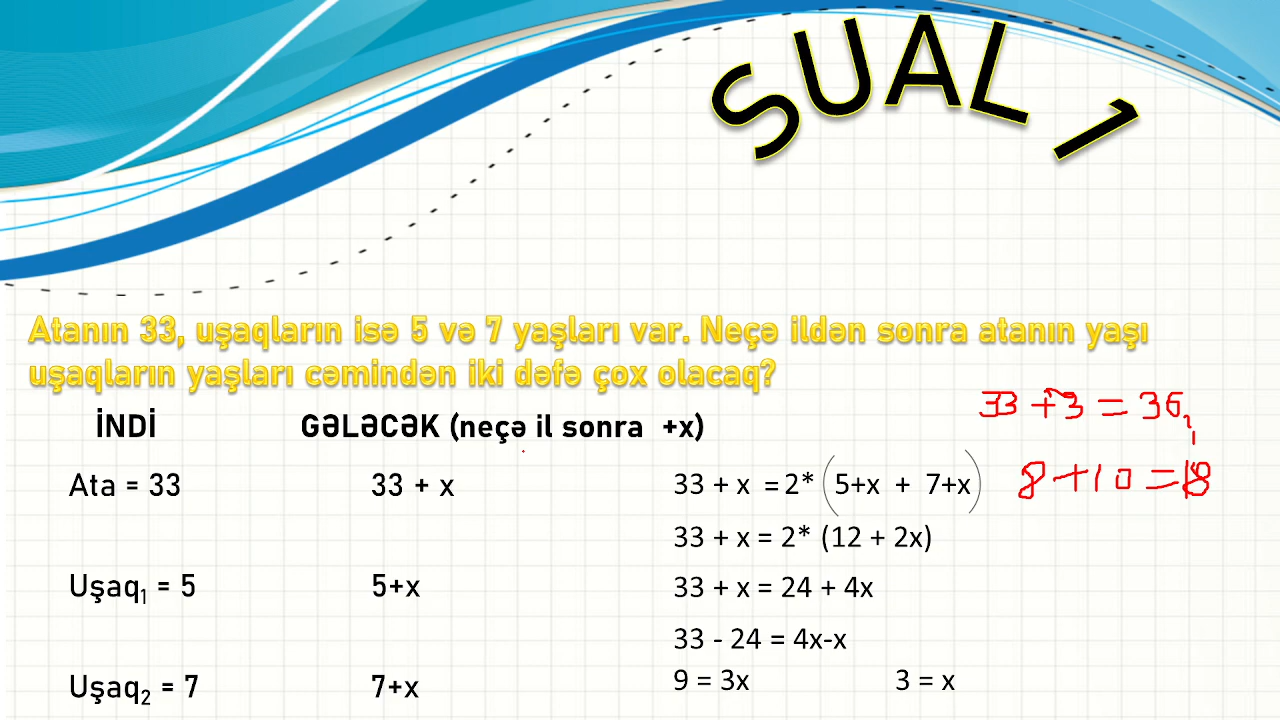 SUAL 1
Atanın 33, uşaqların isə 5 və 7 yaşları var. Neçə ildən sonra atanın yaşı
uşaqların yaşları cəmindən iki dəfə çox olacaq?
İNDİ GƏLƏCƏK (neçə il sonra +x)
33 + 3 = 36
Ata = 33 33 + x 33 + x = 2* (5+x + 7+x)
8 + 10 = 18
33 + x = 2* (12 + 2x)
Uşaq₁ = 5 5+x 33 + x = 24 + 4x
33 - 24 = 4x-x
Uşaq₂ = 7 7+x 9 = 3x 3 = x